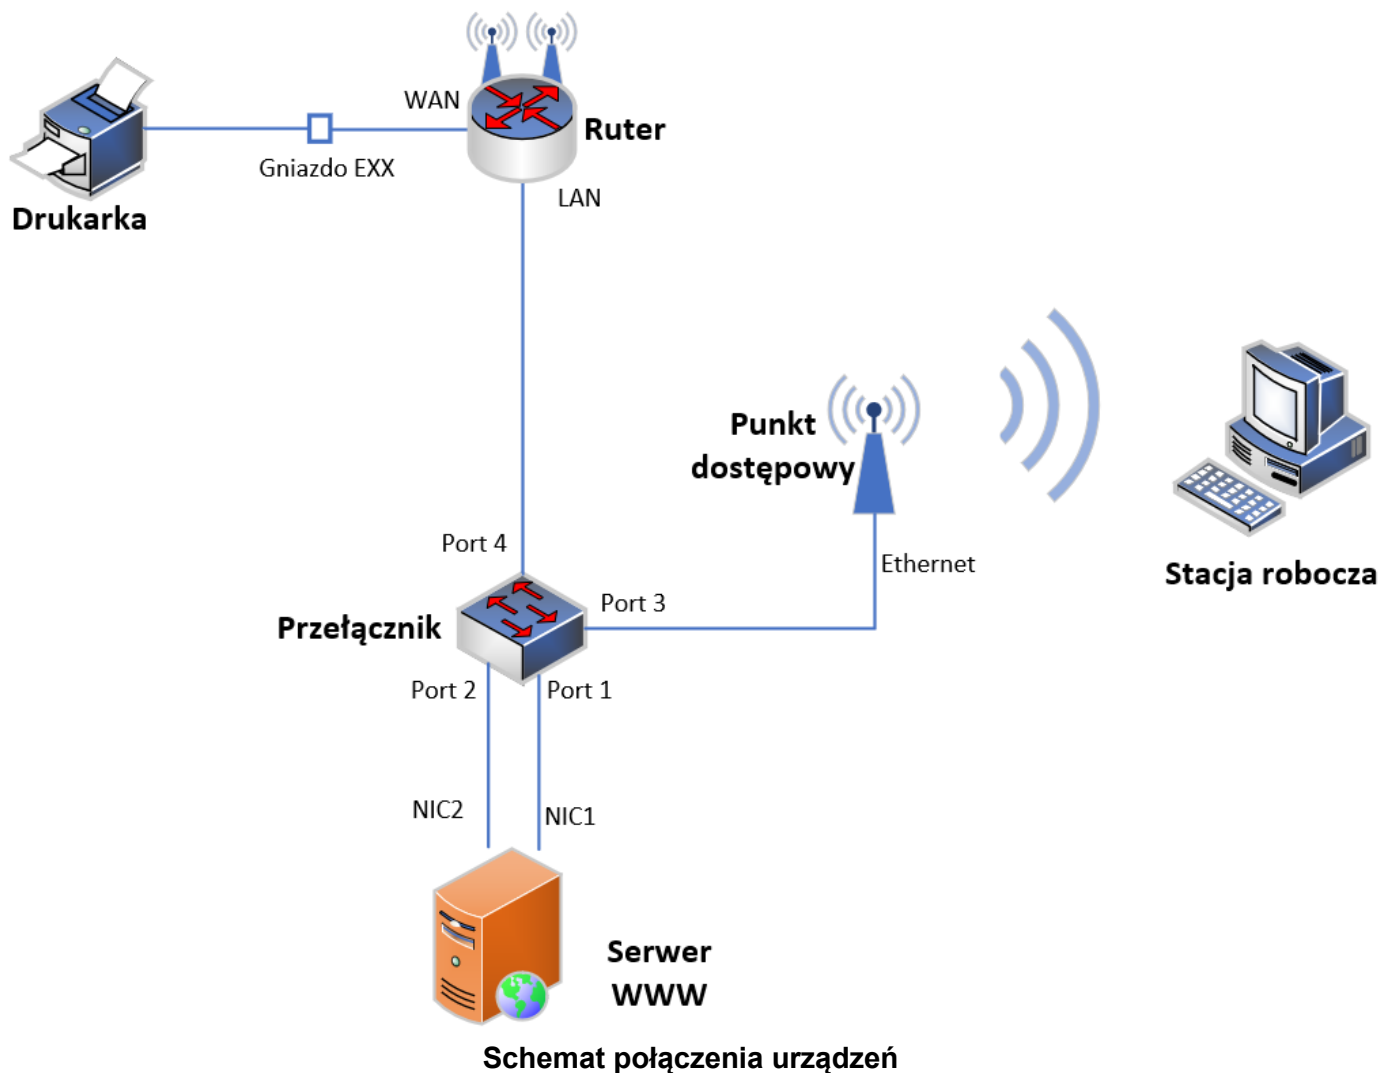 WAN
Ruter
Gniazdo EXX
LAN
Drukarka
Punkt
dostępowy
Port 4
Ethernet
Stacja robocza
Port 3
Przełącznik
Port 2
Port 1
NIC2
NIC1
Serwer
WWW
Schemat połączenia urządzeń